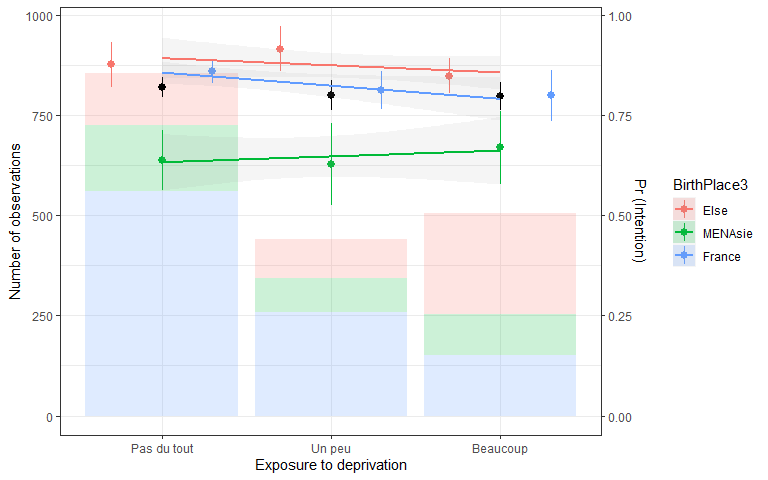 1000
750
500
250
0
Number of observations
1.00
0.75
0.50
0.25
0.00
Pr (Intention)
Pas du tout
Un peu
Beaucoup
Exposure to deprivation
BirthPlace3
Else
MENAsie
France